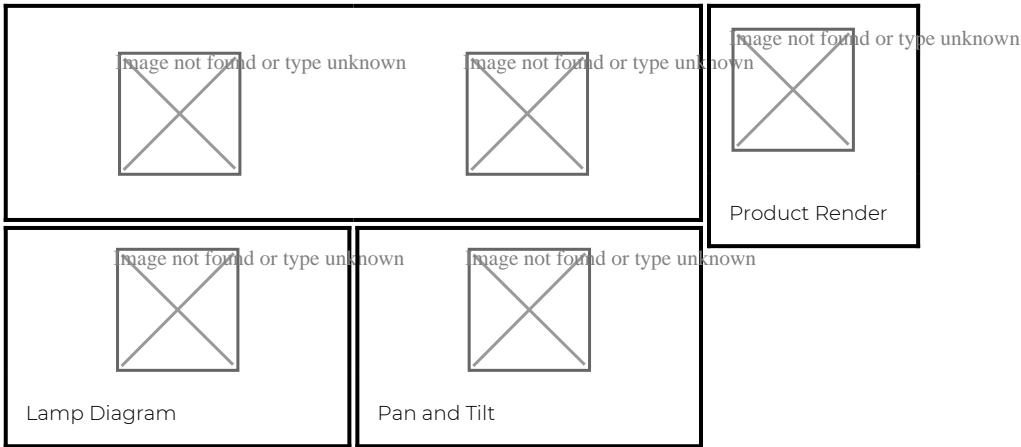 Image not found or type unknown
Image not found or type unknown
Image not found or type unknown
Product Render
Image not found or type unknown
Image not found or type unknown
Lamp Diagram
Pan and Tilt